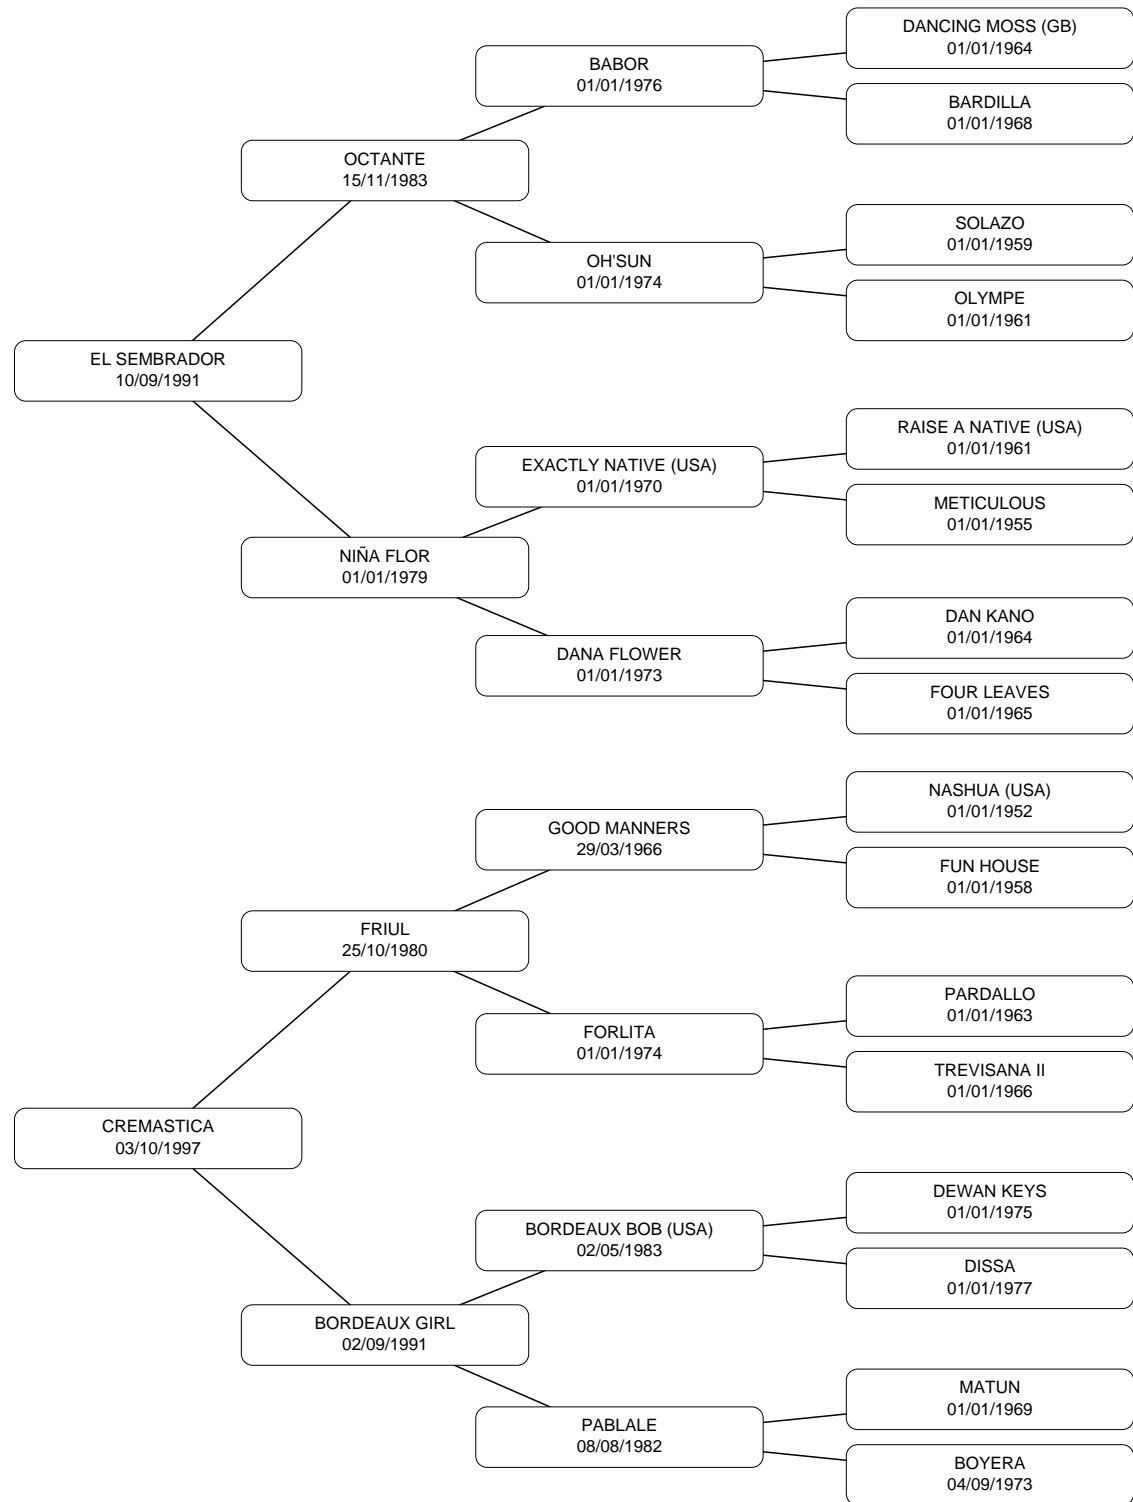 DANCING MOSS (GB)
01/01/1964
BABOR
01/01/1976
BARDILLA
01/01/1968
OCTANTE
15/11/1983
SOLAZO
01/01/1959
OH'SUN
01/01/1974
OLYMPE
01/01/1961
EL SEMBRADOR
10/09/1991
RAISE A NATIVE (USA)
01/01/1961
EXACTLY NATIVE (USA)
01/01/1970
METICULOUS
01/01/1955
NIÑA FLOR
01/01/1979
DAN KANO
01/01/1964
DANA FLOWER
01/01/1973
FOUR LEAVES
01/01/1965
NASHUA (USA)
01/01/1952
GOOD MANNERS
29/03/1966
FUN HOUSE
01/01/1958
FRIUL
25/10/1980
PARDALLO
01/01/1963
FORLITA
01/01/1974
TREVISANA II
01/01/1966
CREMASTICA
03/10/1997
DEWAN KEYS
01/01/1975
BORDEAUX BOB (USA)
02/05/1983
DISSA
01/01/1977
BORDEAUX GIRL
02/09/1991
MATUN
01/01/1969
PABLALE
08/08/1982
BOYERA
04/09/1973